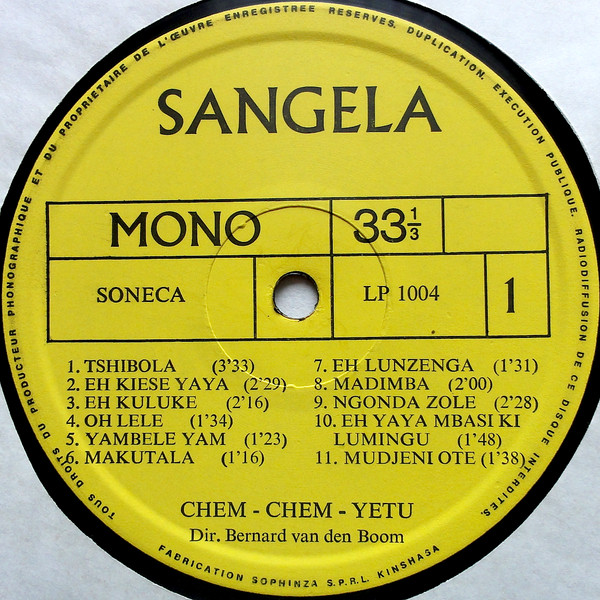 TOUS DROITS DU PRODUCTEUR PHONOGRAPHIQUE ET DU PROPRIETAIRE DE L'ŒUVRE ENREGISTREE RESERVES. DUPLICATION. EXECUTION PUBLIQUE. RADIODIFFUSION DE CE DISQUE INTERDITES.
SANGELA
MONO 33⅓
SONECA LP 1004 1
1. TSHIBOLA (3'33)
2. EH KIESE YAYA (2'29)
3. EH KULUKE (2'16)
4. OH LELE (1'34)
5. YAMBELE YAM (1'23)
6. MAKUTALA (1'16)
7. EH LUNZENGA (1'31)
8. MADIMBA (2'00)
9. NGONDA ZOLE (2'28)
10. EH YAYA MBASI KI
LUMINGU (1'48)
11. MUDJENI OTE (1'38)
CHEM - CHEM - YETU
Dir. Bernard van den Boom
FABRICATION SOPHINZA S.P.R.L. KINSHASA